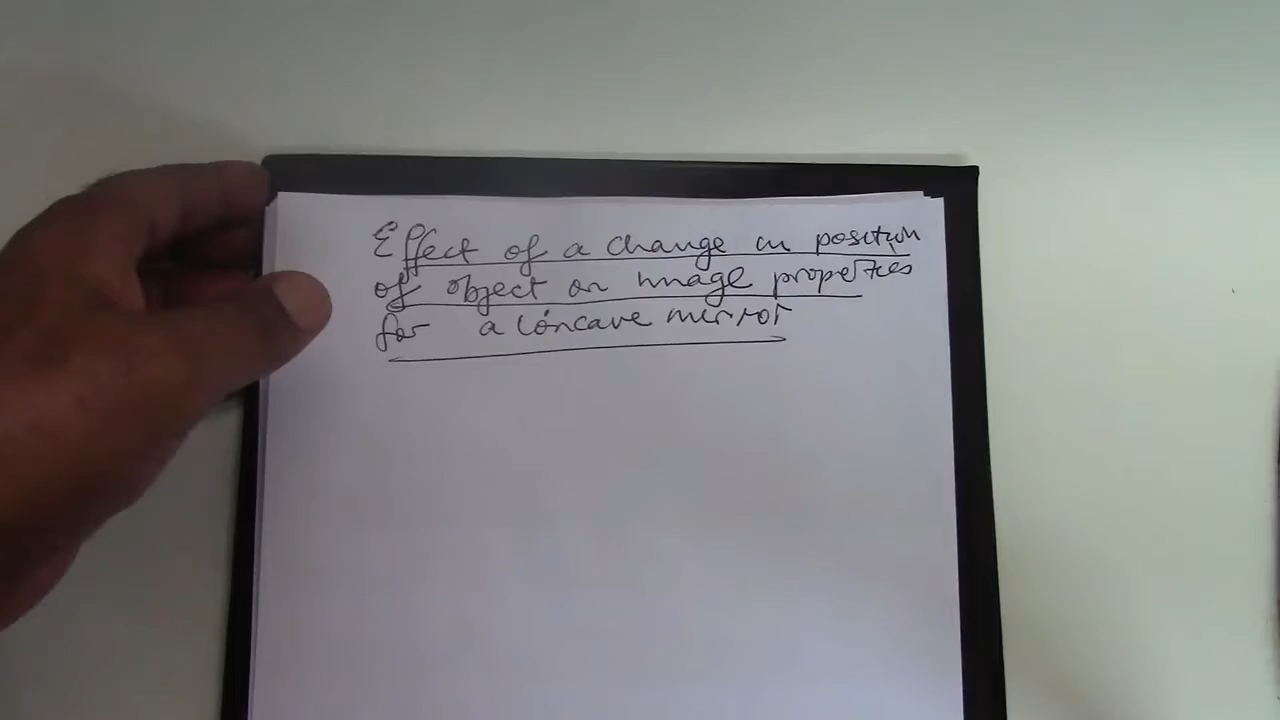 Effect of a change in position
of object on image properties
for a concave mirror